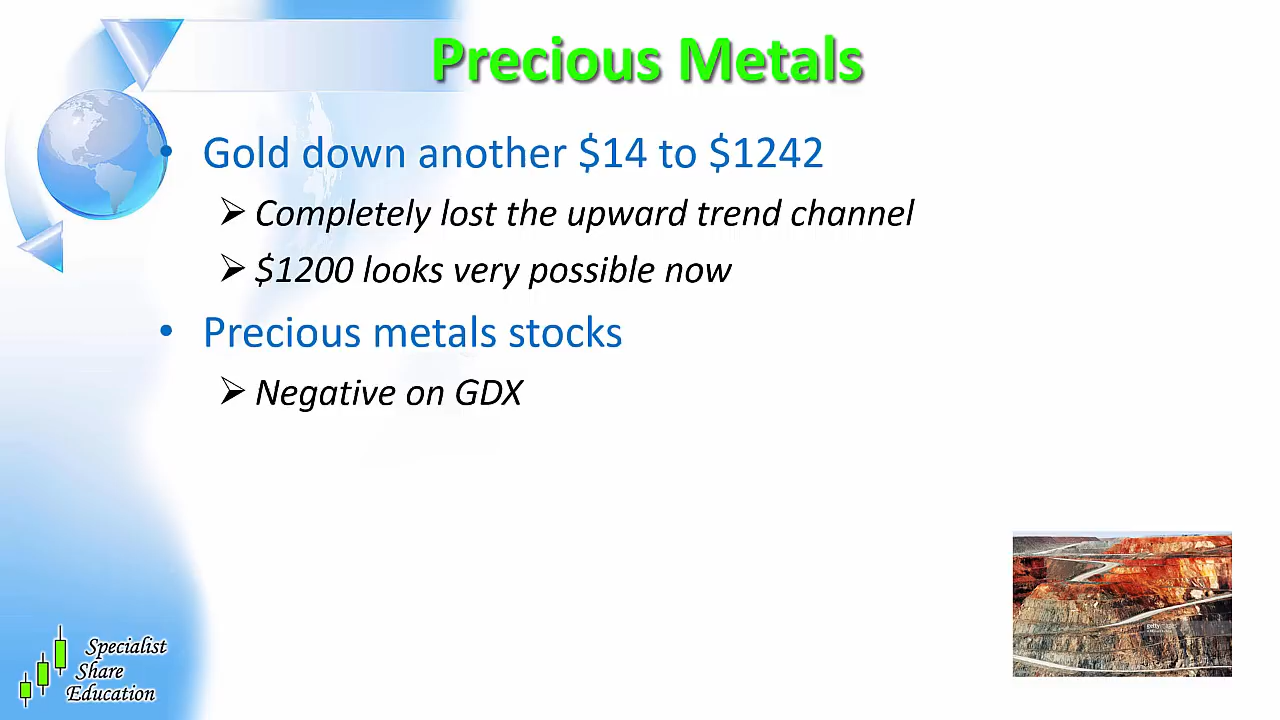 Precious Metals
• Gold down another $14 to $1242
➢ Completely lost the upward trend channel
➢ $1200 looks very possible now
• Precious metals stocks
➢ Negative on GDX
gettyimages
Specialist
Share
Education